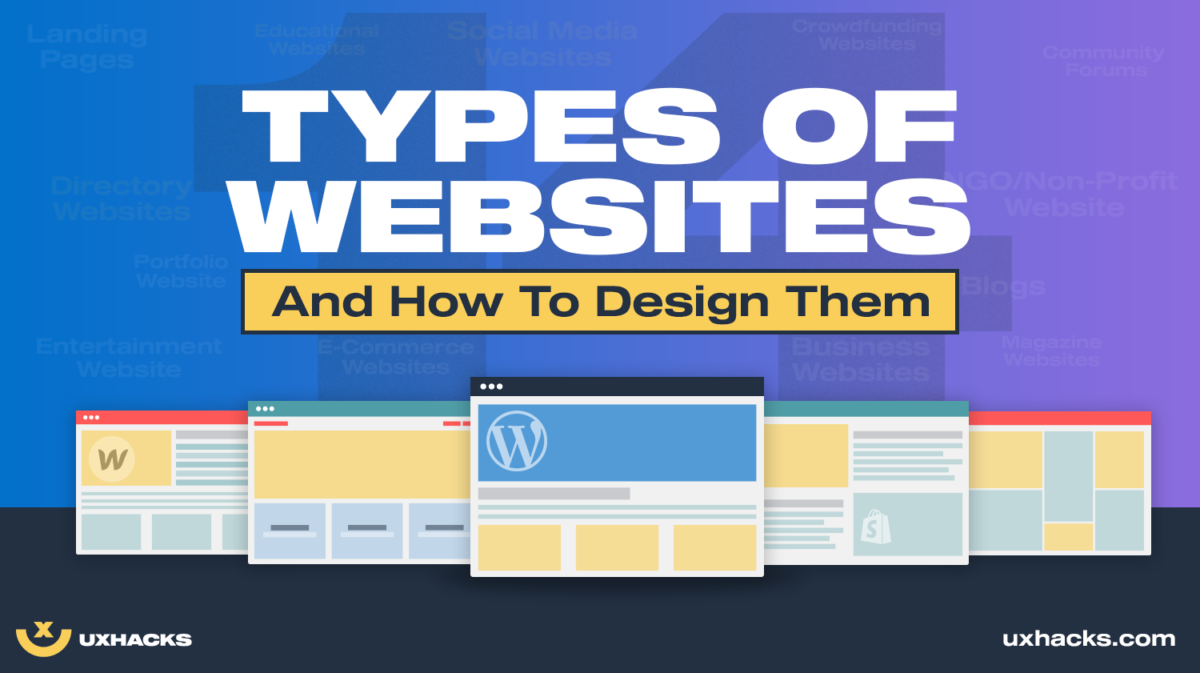 14
Landing
Pages
Educational
Websites
Social Media
Websites
Crowdfunding
Websites
Community
Forums
TYPES OF
WEBSITES
And How To Design Them
Directory
Websites
NGO/Non-Profit
Website
Portfolio
Website
Blogs
Entertainment
Website
E-Commerce
Websites
Business
Websites
Magazine
Websites
W
W
S
UXHACKS
uxhacks.com